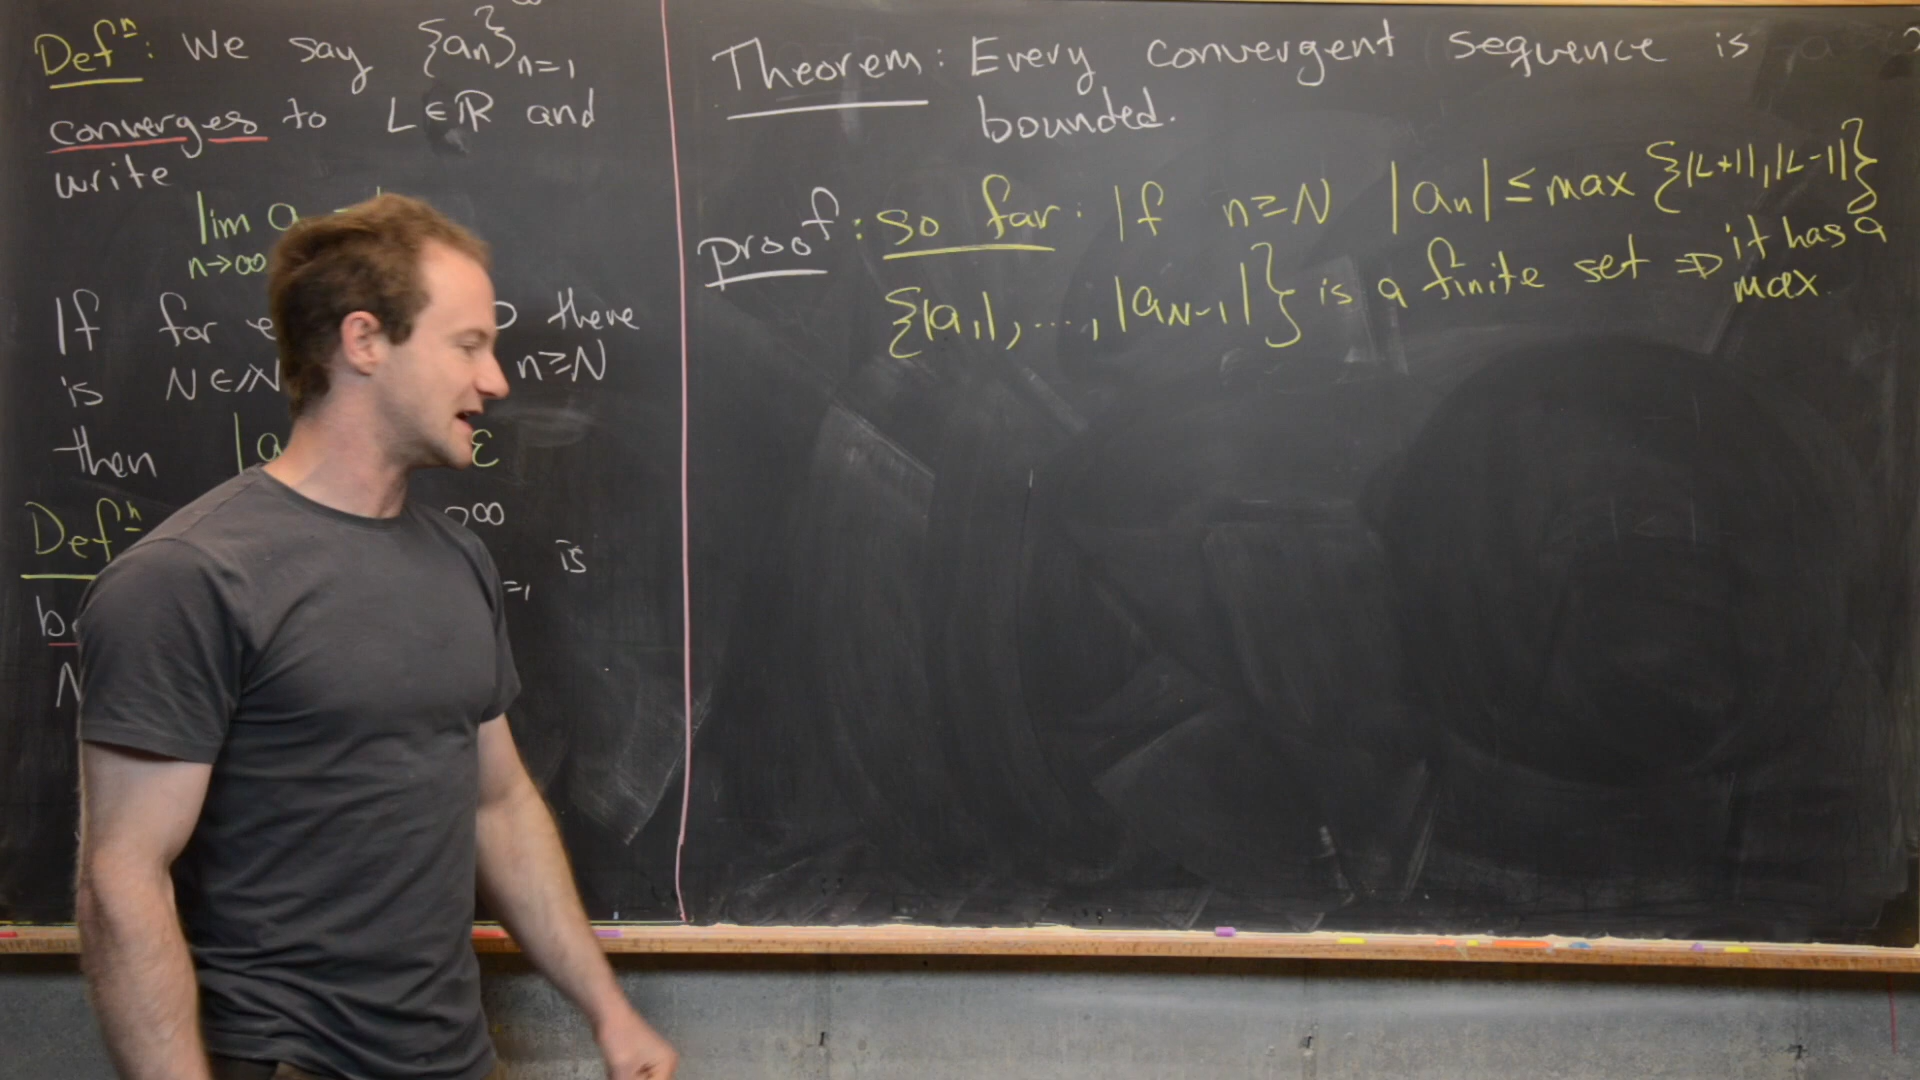 Defⁿ: We say {aₙ}ₙ₌₁
converges to L∈ℝ and
write
lim a
n→∞
If for there
is N∈ℕ n≥N
then |a ε
Defⁿ ∞
=1 is
N
Theorem: Every convergent sequence is a
bounded.
proof: so far: If n≥N |aₙ| ≤ max {|L+1|, |L-1|}
{|a₁|, ..., |a_{N-1}|} is a finite set ⇒ it has a
max.